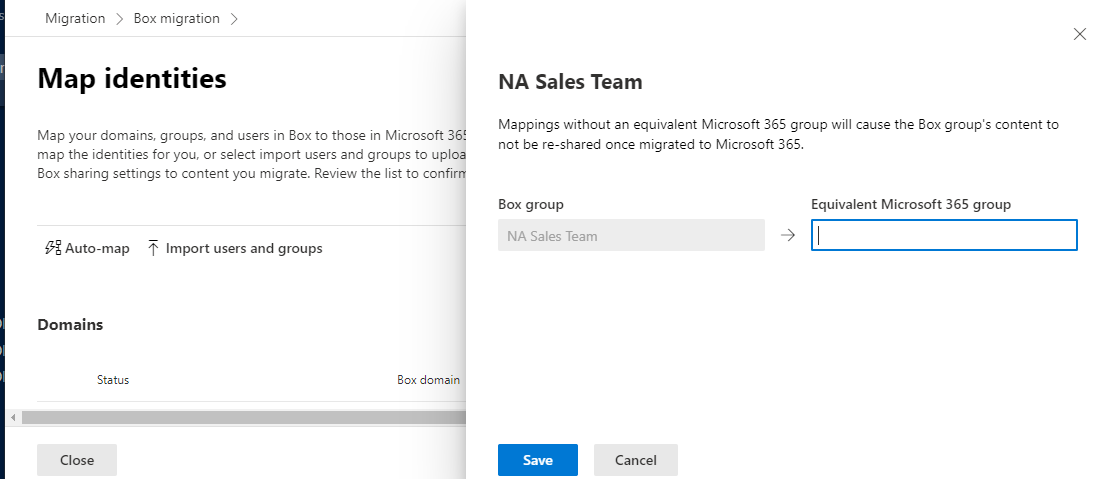 Migration > Box migration >
Map identities
Map your domains, groups, and users in Box to those in Microsoft 365
map the identities for you, or select import users and groups to uploa
Box sharing settings to content you migrate. Review the list to confirm
Auto-map Import users and groups
Domains
Status Box domain
Close
NA Sales Team
Mappings without an equivalent Microsoft 365 group will cause the Box group's content to
not be re-shared once migrated to Microsoft 365.
Box group Equivalent Microsoft 365 group
NA Sales Team
Save Cancel